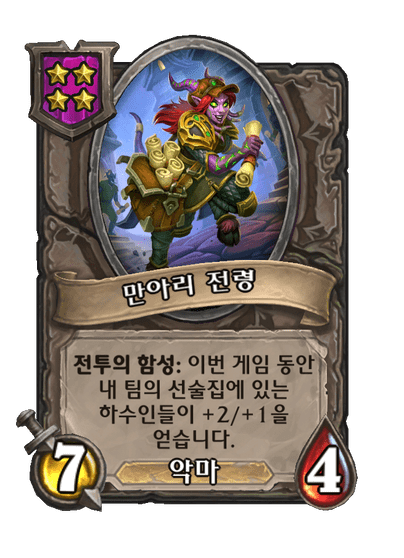 만아리 전령
전투의 함성: 이번 게임 동안
내 팀의 선술집에 있는
하수인들이 +2/+1을
얻습니다.
7
악마
4